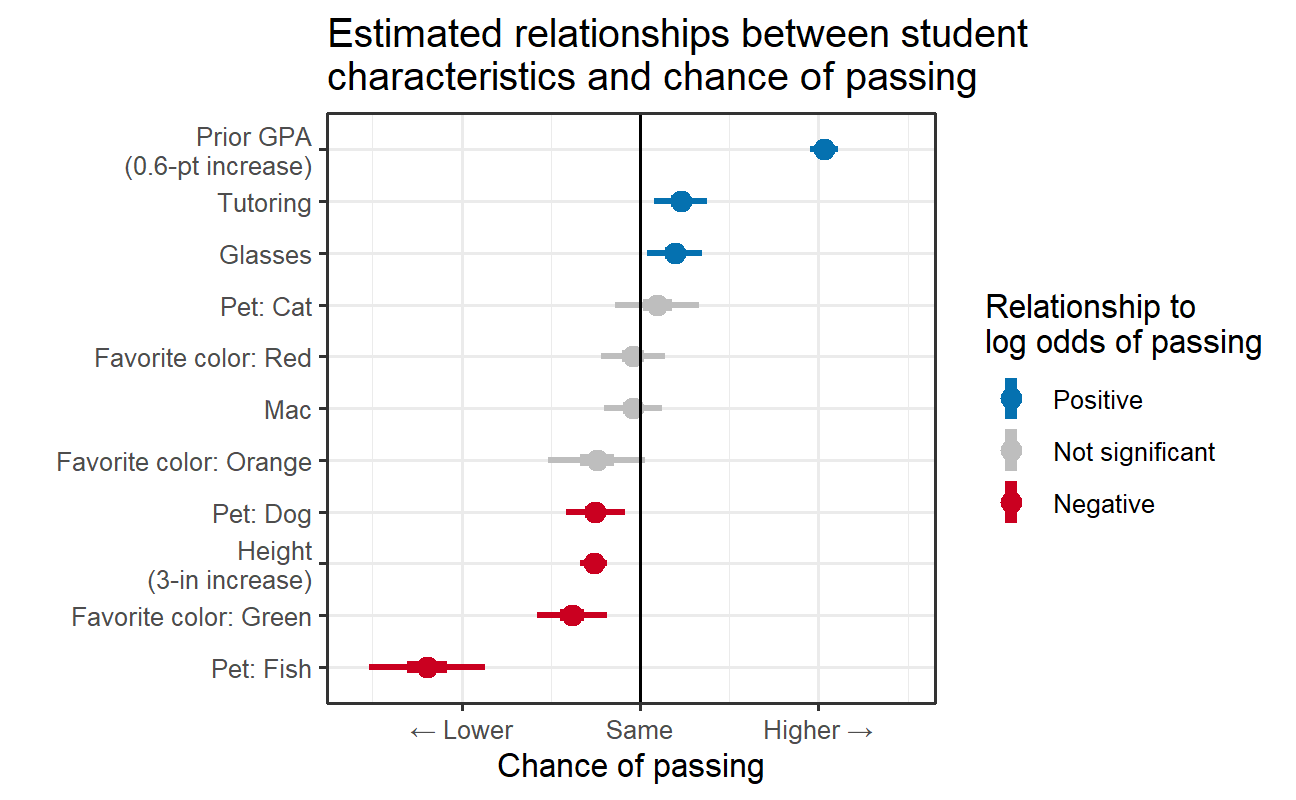 Estimated relationships between student
characteristics and chance of passing
Prior GPA
(0.6-pt increase)
Tutoring
Glasses
Pet: Cat
Favorite color: Red
Mac
Favorite color: Orange
Pet: Dog
Height
(3-in increase)
Favorite color: Green
Pet: Fish
← Lower
Same
Higher →
Chance of passing
Relationship to
log odds of passing
Positive
Not significant
Negative